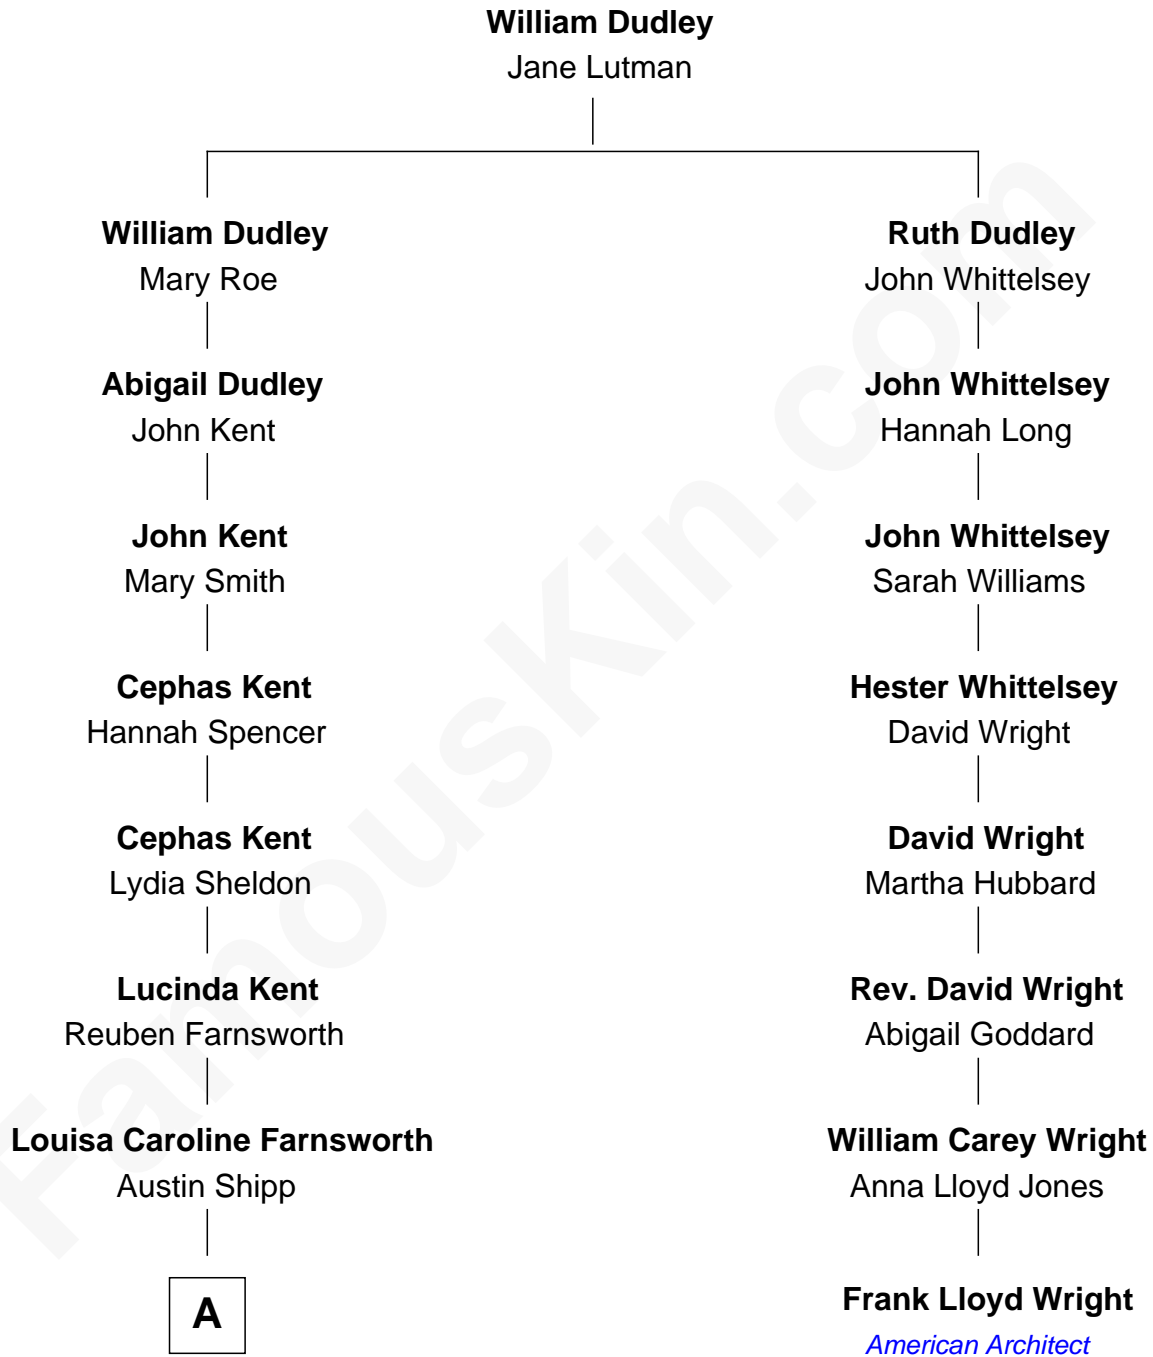 William Dudley
Jane Lutman
William Dudley
Mary Roe
Ruth Dudley
John Whittelsey
Abigail Dudley
John Kent
John Whittelsey
Hannah Long
John Kent
Mary Smith
John Whittelsey
Sarah Williams
Cephas Kent
Hannah Spencer
Hester Whittelsey
David Wright
Cephas Kent
Lydia Sheldon
David Wright
Martha Hubbard
Lucinda Kent
Reuben Farnsworth
Rev. David Wright
Abigail Goddard
Louisa Caroline Farnsworth
Austin Shipp
William Carey Wright
Anna Lloyd Jones
A
Frank Lloyd Wright
American Architect
FamousKin.com